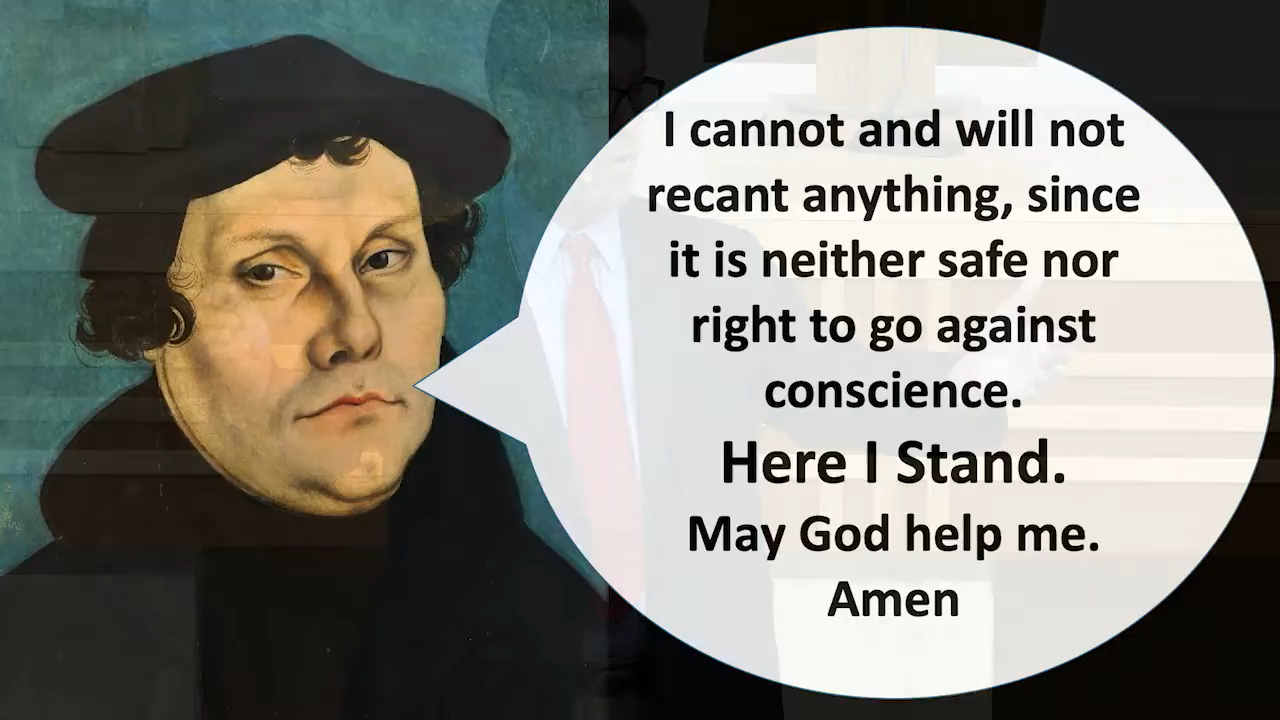 I cannot and will not
recant anything, since
it is neither safe nor
right to go against
conscience.
Here I Stand.
May God help me.
Amen